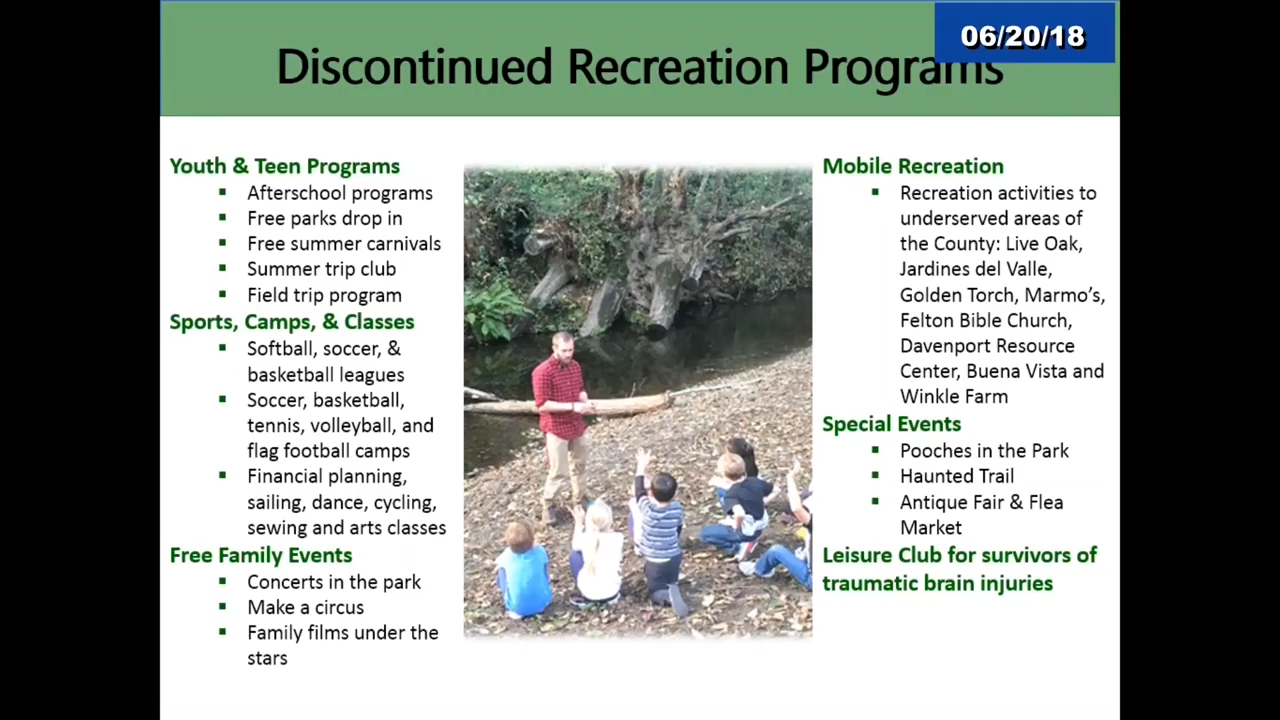 06/20/18
Discontinued Recreation Programs
Youth & Teen Programs
▪ Afterschool programs
▪ Free parks drop in
▪ Free summer carnivals
▪ Summer trip club
▪ Field trip program
Sports, Camps, & Classes
▪ Softball, soccer, &
basketball leagues
▪ Soccer, basketball,
tennis, volleyball, and
flag football camps
▪ Financial planning,
sailing, dance, cycling,
sewing and arts classes
Free Family Events
▪ Concerts in the park
▪ Make a circus
▪ Family films under the
stars
Mobile Recreation
▪ Recreation activities to
underserved areas of
the County: Live Oak,
Jardines del Valle,
Golden Torch, Marmo’s,
Felton Bible Church,
Davenport Resource
Center, Buena Vista and
Winkle Farm
Special Events
▪ Pooches in the Park
▪ Haunted Trail
▪ Antique Fair & Flea
Market
Leisure Club for survivors of
traumatic brain injuries